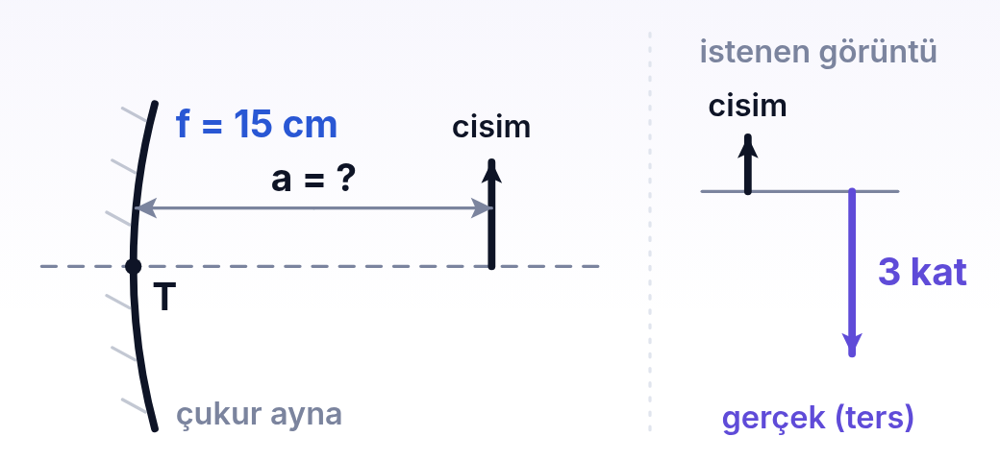 f = 15 cm
cisim
a = ?
T
çukur ayna
istenen görüntü
cisim
3 kat
gerçek (ters)